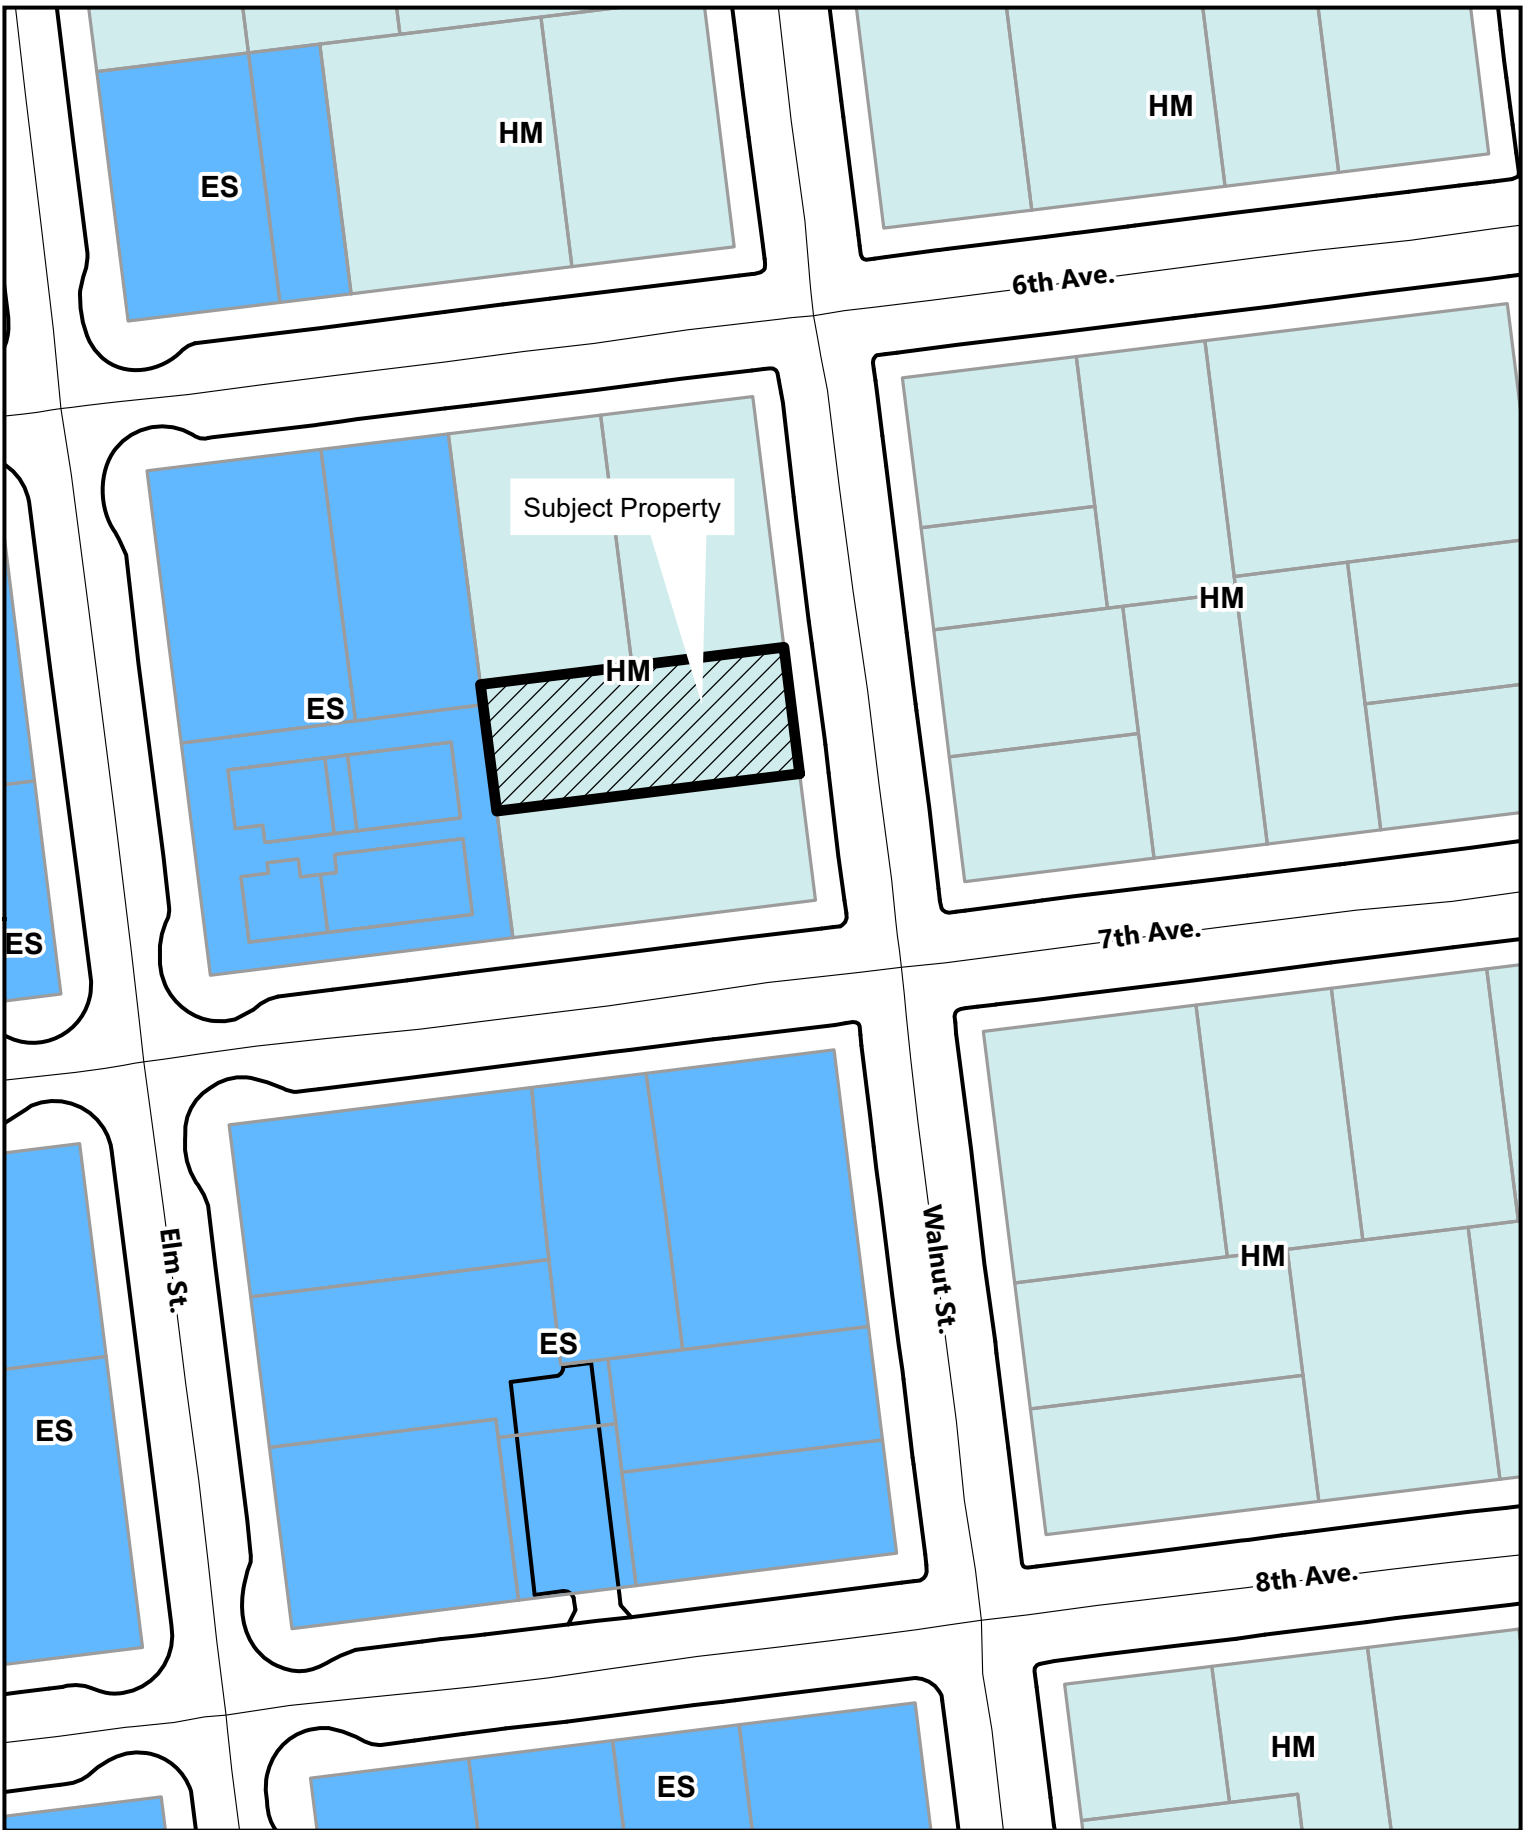 HM
HM
ES
6th Ave.
Subject Property
HM
HM
ES
7th Ave.
ES
Elm St.
Walnut St.
HM
ES
ES
8th Ave.
HM
ES